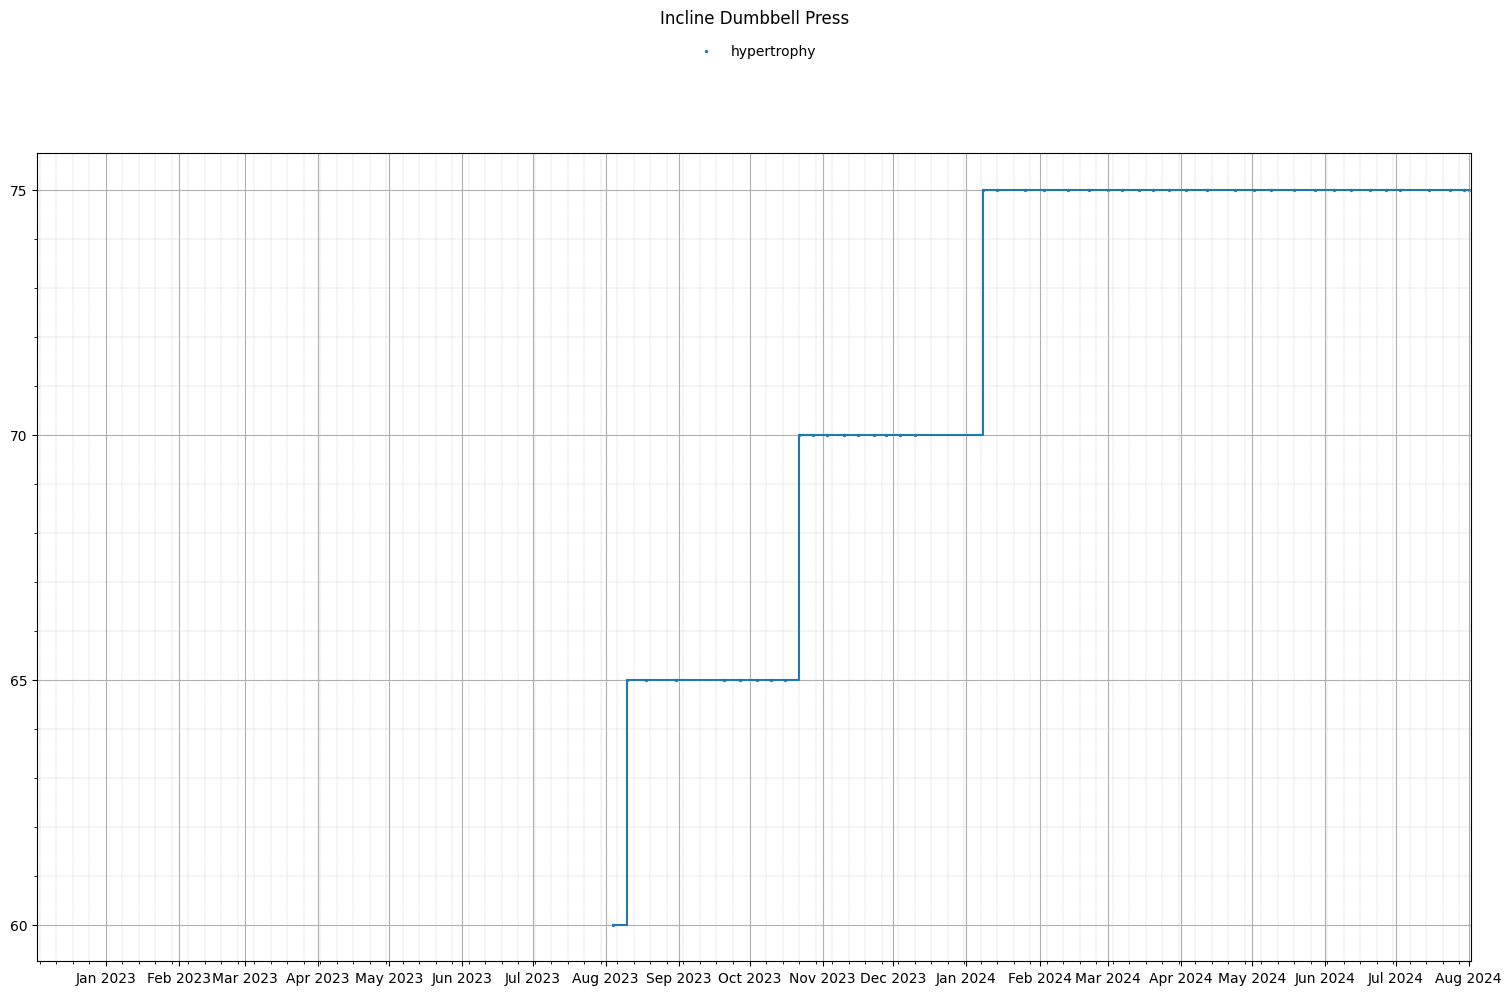 Incline Dumbbell Press
hypertrophy
75
70
65
60
Jan 2023 Feb 2023 Mar 2023 Apr 2023 May 2023 Jun 2023 Jul 2023 Aug 2023 Sep 2023 Oct 2023 Nov 2023 Dec 2023 Jan 2024 Feb 2024 Mar 2024 Apr 2024 May 2024 Jun 2024 Jul 2024 Aug 2024